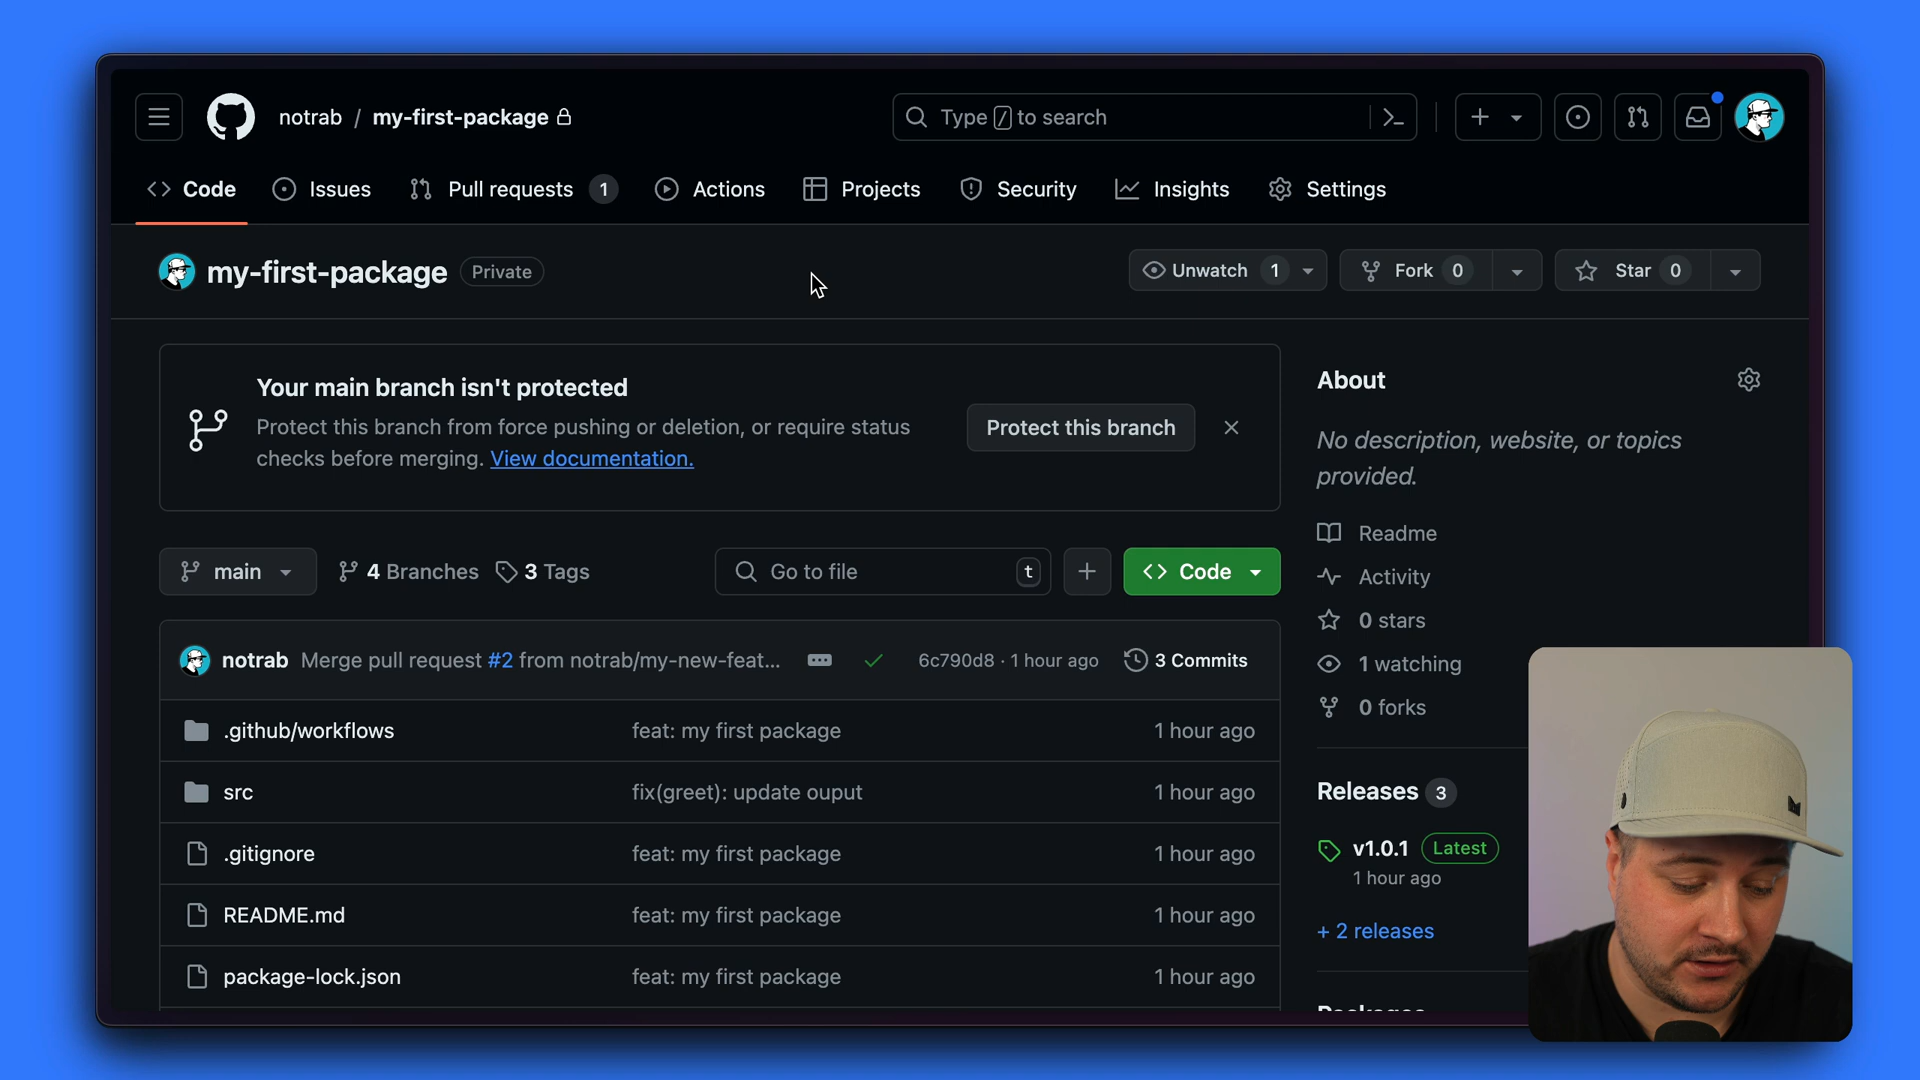 notrab / my-first-package
Type / to search
Code
Issues
Pull requests 1
Actions
Projects
Security
Insights
Settings
my-first-package Private
Unwatch 1
Fork 0
Star 0
Your main branch isn't protected
Protect this branch from force pushing or deletion, or require status
checks before merging. View documentation.
Protect this branch
About
No description, website, or topics
provided.
Readme
Activity
0 stars
1 watching
0 forks
main
4 Branches
3 Tags
Go to file t
Code
notrab Merge pull request #2 from notrab/my-new-feat... 6c790d8 · 1 hour ago 3 Commits
.github/workflows feat: my first package 1 hour ago
src fix(greet): update ouput 1 hour ago
.gitignore feat: my first package 1 hour ago
README.md feat: my first package 1 hour ago
package-lock.json feat: my first package 1 hour ago
Releases 3
v1.0.1 Latest
1 hour ago
+ 2 releases